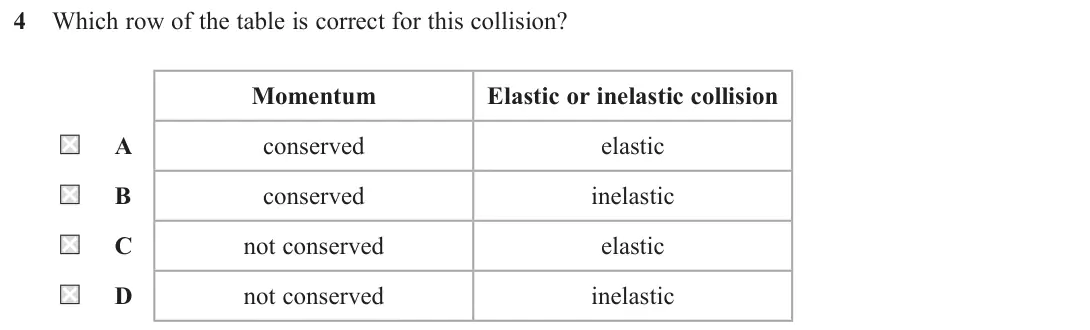 4 Which row of the table is correct for this collision?
Momentum Elastic or inelastic collision
A conserved elastic
B conserved inelastic
C not conserved elastic
D not conserved inelastic